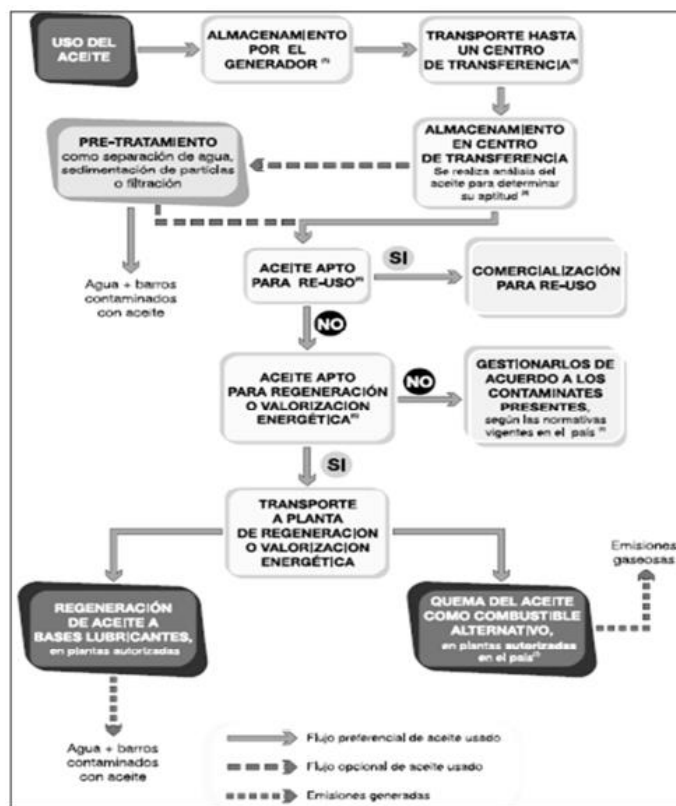 USO DEL
ACEITE
ALMACENAMIENTO
POR EL
GENERADOR
TRANSPORTE HASTA
UN CENTRO
DE TRANSFERENCIA
PRE-TRATAMIENTO
como separación de agua,
sedimentación de particlas
o filtración
ALMACENAMIENTO
EN CENTRO
DE TRANSFERENCIA
Se realiza análisis del
aceite para determinar
su aptitud
Agua + barros
contaminados
con aceite
ACEITE APTO
PARA RE-USO
SI
COMERCIALIZACIÓN
PARA RE-USO
NO
ACEITE APTO
PARA REGENERACIÓN
O VALORIZACION
ENERGÉTICA
NO
GESTIONARLOS DE
ACUERDO A LOS
CONTAMINATES
PRESENTES,
según las normativas
vigentes en el país
SI
TRANSPORTE
A PLANTA
DE REGENERACION
O VALORIZACION
ENERGÉTICA
Emisiones
gaseosas
REGENERACIÓN
DE ACEITE A
BASES LUBRICANTES,
en plantas autorizadas
QUEMA DEL ACEITE
COMO COMBUSTIBLE
ALTERNATIVO,
en plantas autorizadas
en el país
Agua + barros
contaminados
con aceite
Flujo preferencial de aceite usado
Flujo opcional de aceite usado
Emisiones generadas